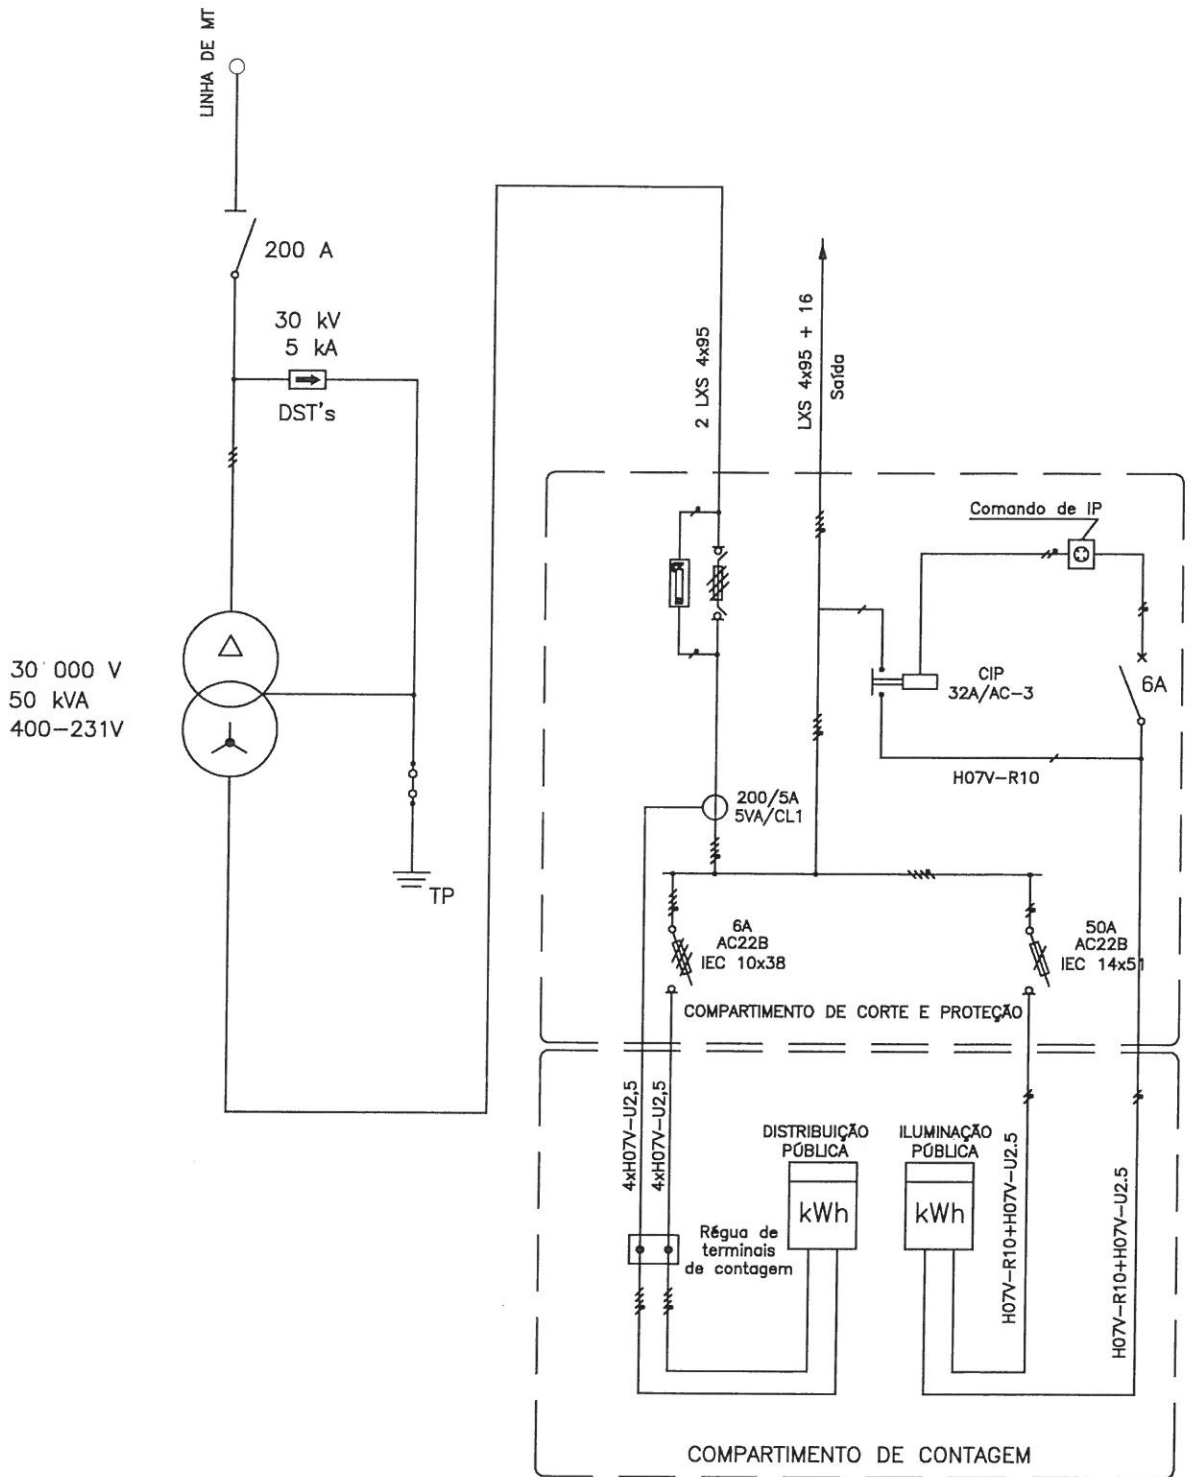 LINHA DE MT
200 A
30 kV
5 kA
DST's
30 000 V
50 kVA
400-231V
TP
2 LXS 4x95
LXS 4x95 + 16
Saída
Comando de IP
CIP
32A/AC-3
6A
H07V-R10
200/5A
5VA/CL1
6A
AC22B
IEC 10x38
50A
AC22B
IEC 14x51
COMPARTIMENTO DE CORTE E PROTEÇÃO
4xH07V-U2,5
4xH07V-U2,5
DISTRIBUIÇÃO
PÚBLICA
kWh
ILUMINAÇÃO
PÚBLICA
kWh
Régua de
terminais
de contagem
H07V-R10+H07V-U2.5
H07V-R10+H07V-U2.5
COMPARTIMENTO DE CONTAGEM